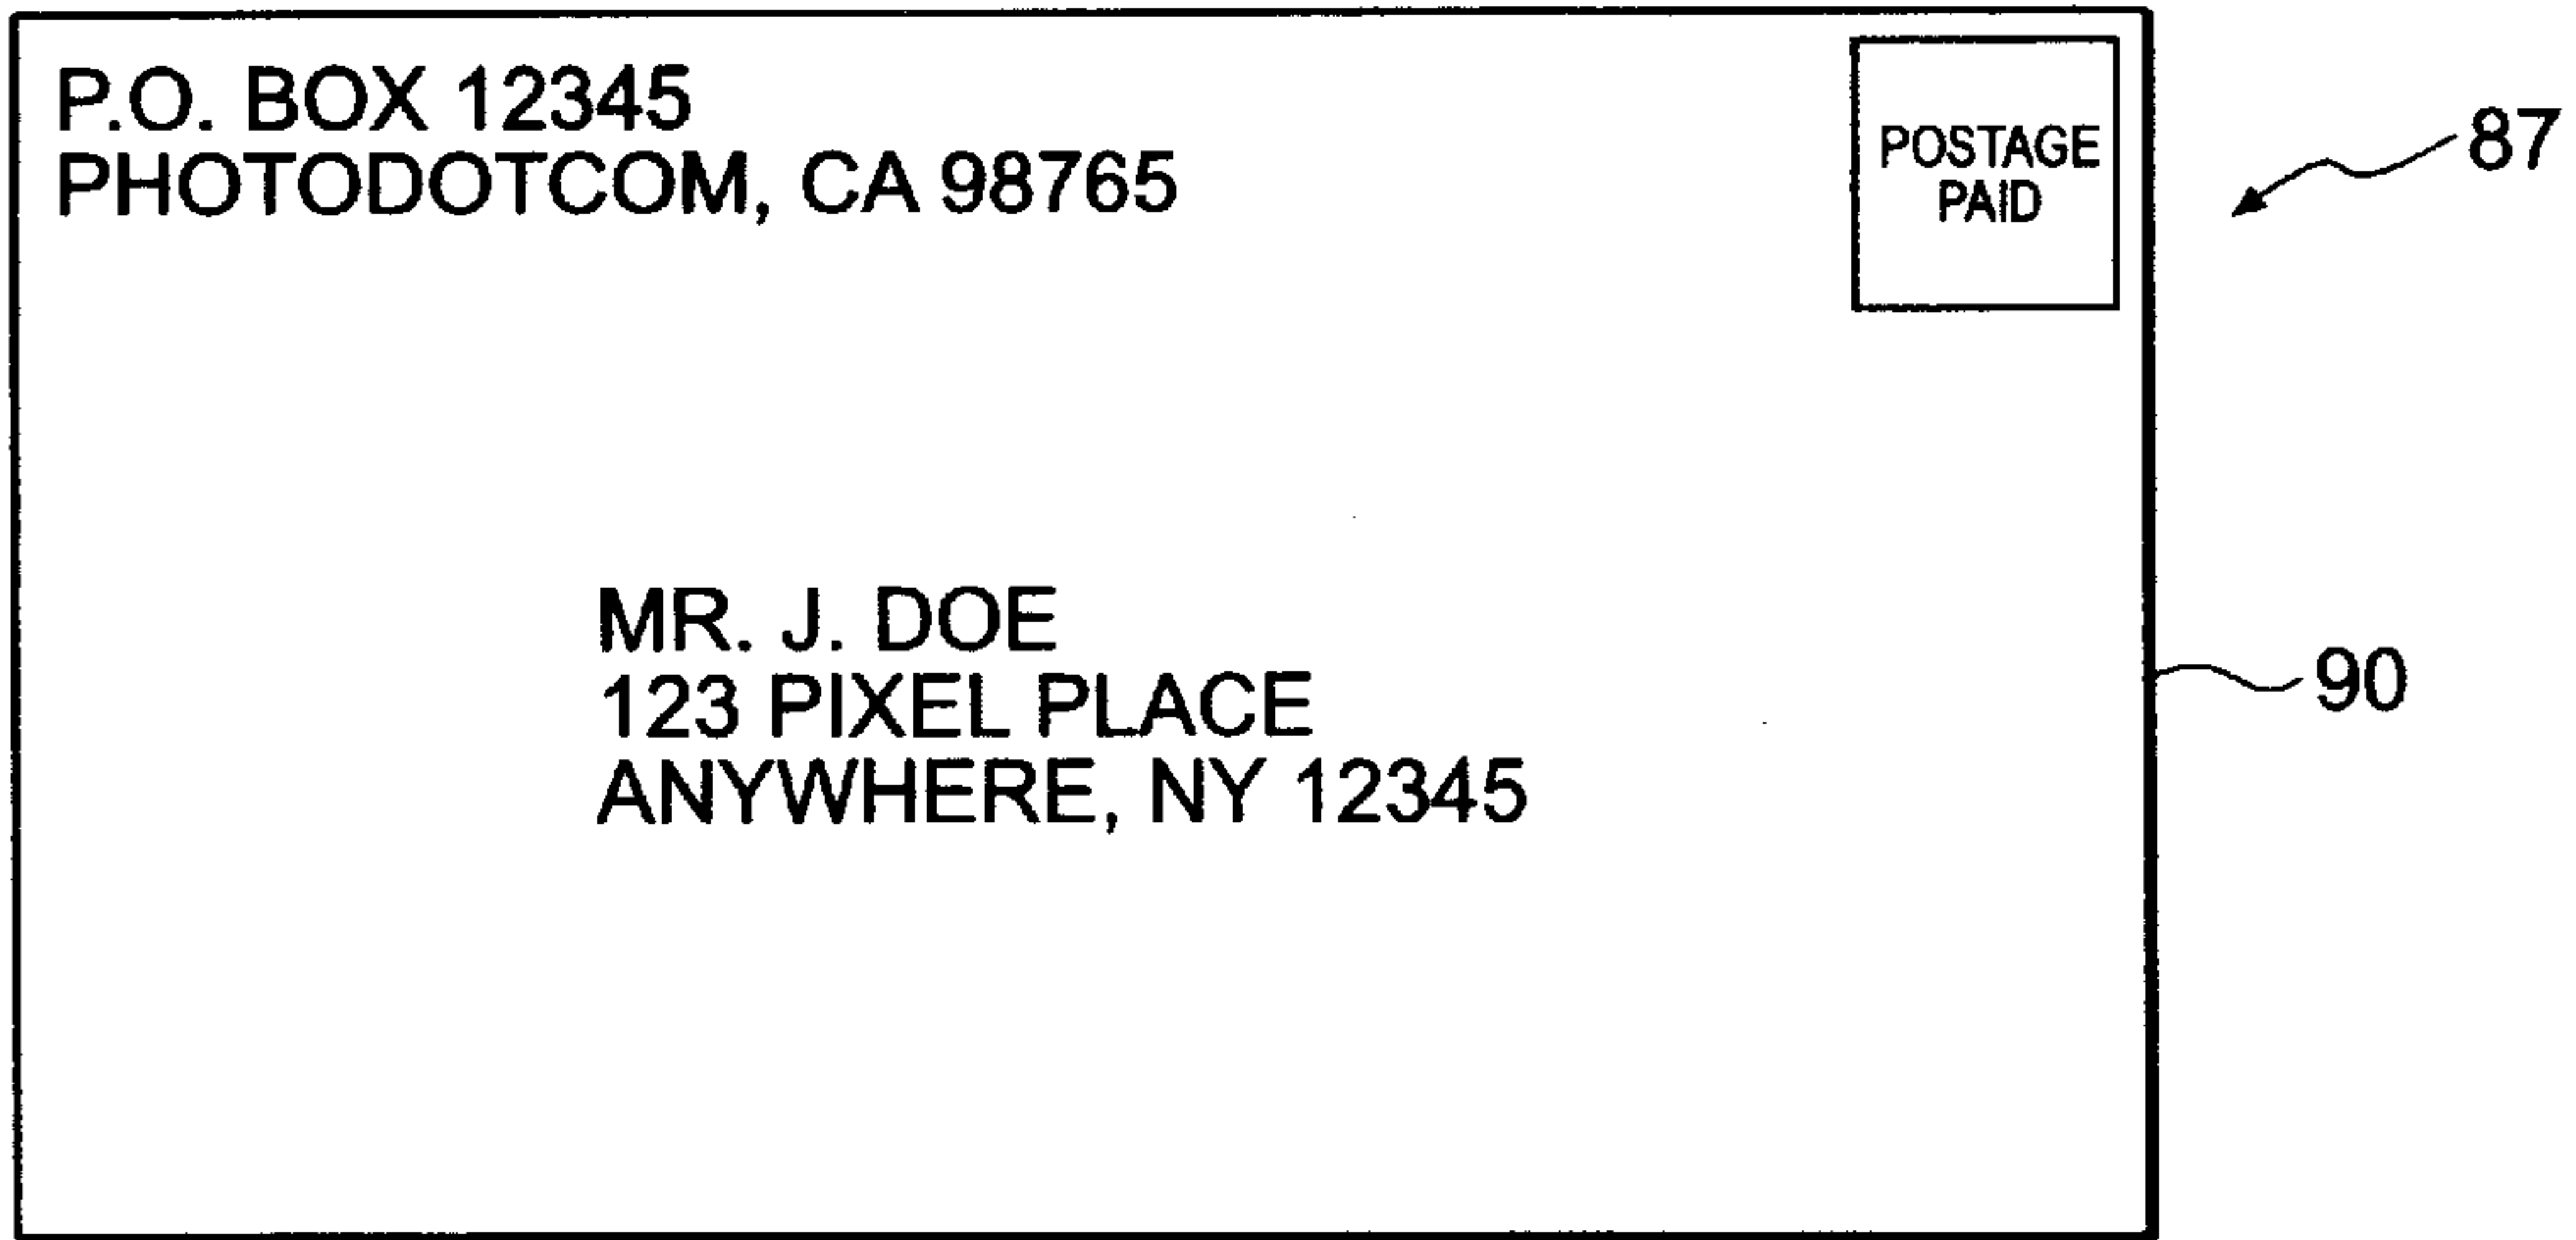 P.O. BOX 12345
PHOTODOTCOM, CA 98765
POSTAGE
PAID
87
MR. J. DOE
123 PIXEL PLACE
ANYWHERE, NY 12345
90